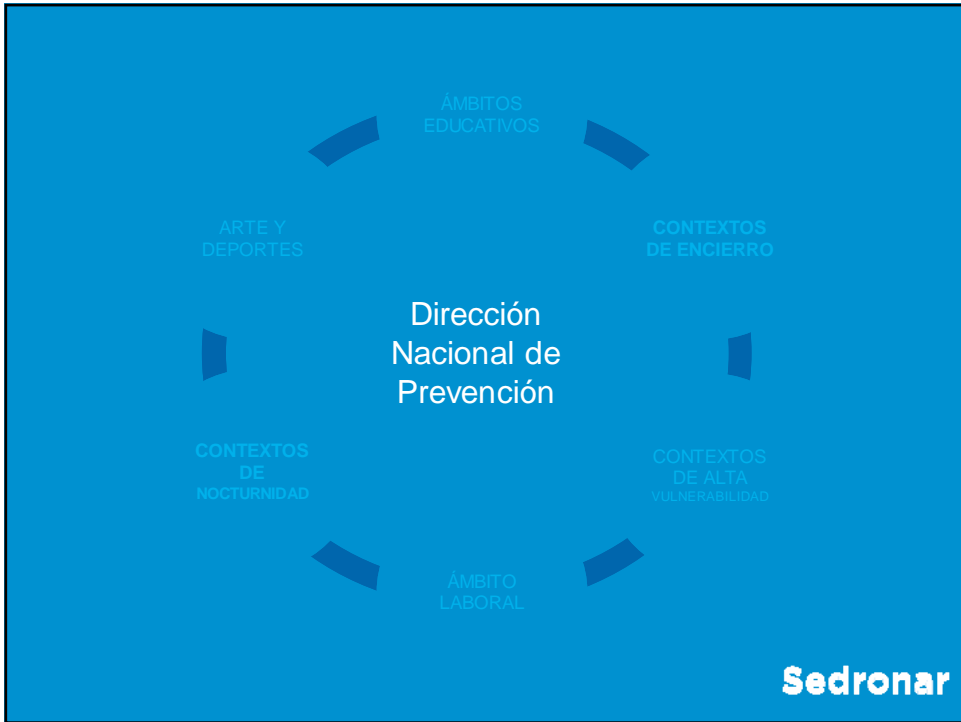 ÁMBITOS
EDUCATIVOS
ARTE Y
DEPORTES
CONTEXTOS
DE ENCIERRO
Dirección
Nacional de
Prevención
CONTEXTOS
DE
NOCTURNIDAD
CONTEXTOS
DE ALTA
VULNERABILIDAD
ÁMBITO
LABORAL
Sedronar